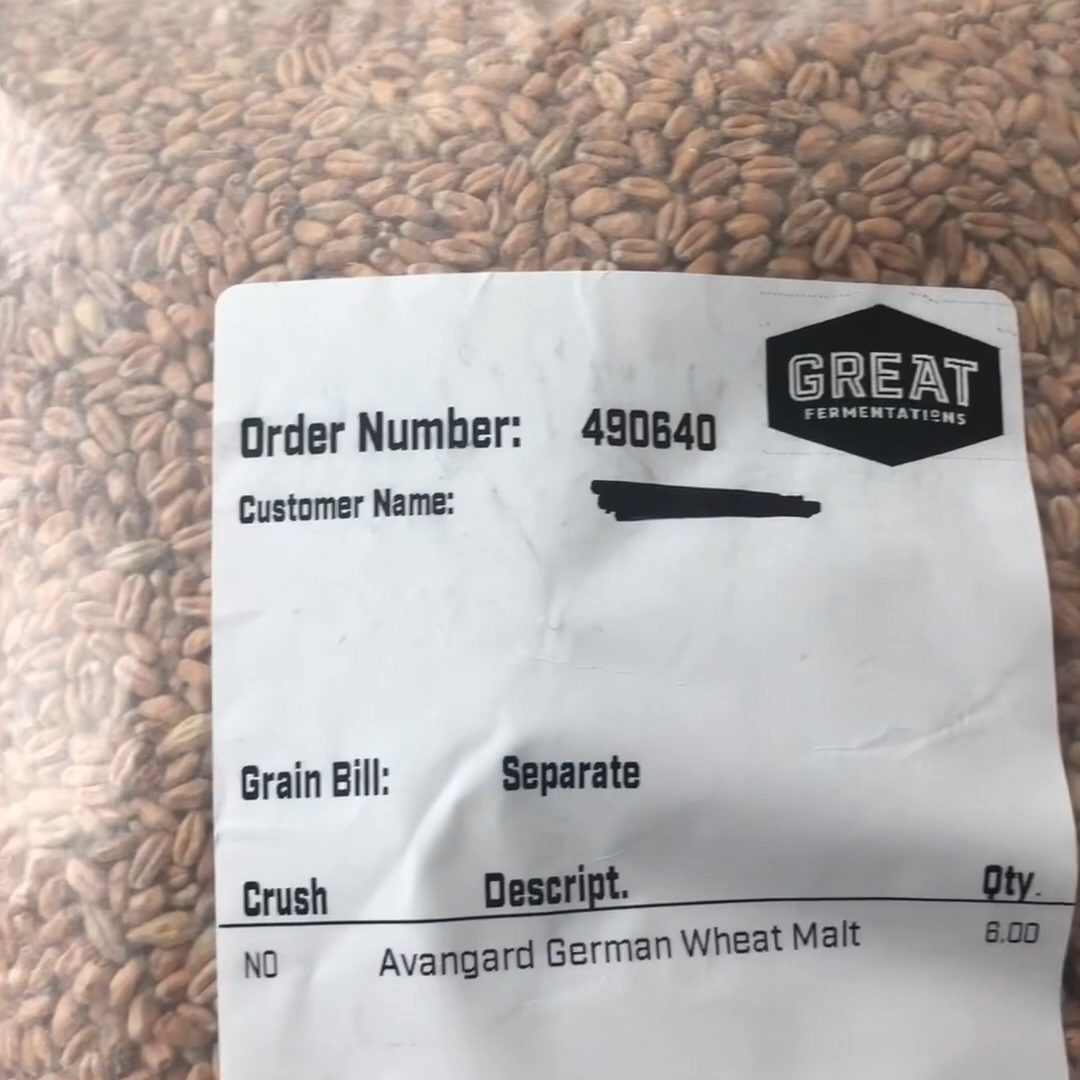 GREAT
FERMENTATIONS
Order Number: 490640
Customer Name:
Grain Bill: Separate
Crush Descript. Qty.
NO Avangard German Wheat Malt 6.00